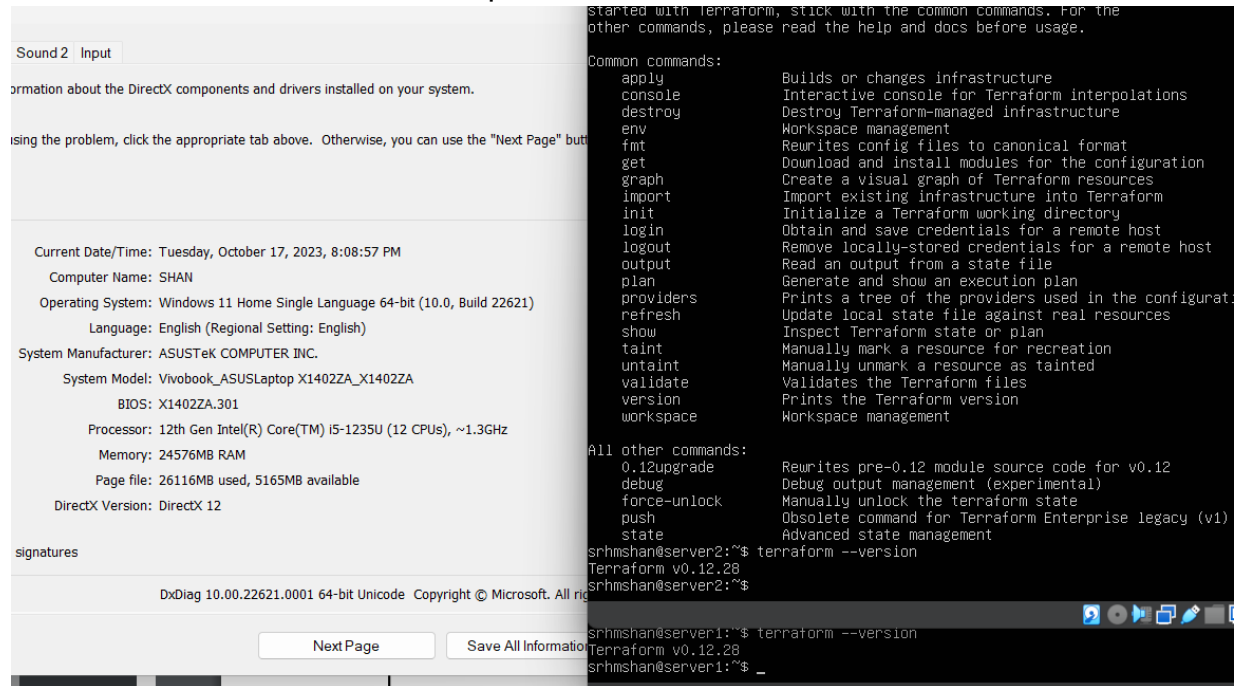 Sound 2 Input
ormation about the DirectX components and drivers installed on your system.
using the problem, click the appropriate tab above. Otherwise, you can use the "Next Page" butt
Current Date/Time: Tuesday, October 17, 2023, 8:08:57 PM
Computer Name: SHAN
Operating System: Windows 11 Home Single Language 64-bit (10.0, Build 22621)
Language: English (Regional Setting: English)
System Manufacturer: ASUSTeK COMPUTER INC.
System Model: Vivobook_ASUSLaptop X1402ZA_X1402ZA
BIOS: X1402ZA.301
Processor: 12th Gen Intel(R) Core(TM) i5-1235U (12 CPUs), ~1.3GHz
Memory: 24576MB RAM
Page file: 26116MB used, 5165MB available
DirectX Version: DirectX 12
signatures
DxDiag 10.00.22621.0001 64-bit Unicode Copyright © Microsoft. All rig
Next Page
Save All Information
started with Terraform, stick with the common commands. For the
other commands, please read the help and docs before usage.
Common commands:
apply Builds or changes infrastructure
console Interactive console for Terraform interpolations
destroy Destroy Terraform-managed infrastructure
env Workspace management
fmt Rewrites config files to canonical format
get Download and install modules for the configuration
graph Create a visual graph of Terraform resources
import Import existing infrastructure into Terraform
init Initialize a Terraform working directory
login Obtain and save credentials for a remote host
logout Remove locally-stored credentials for a remote host
output Read an output from a state file
plan Generate and show an execution plan
providers Prints a tree of the providers used in the configurati
refresh Update local state file against real resources
show Inspect Terraform state or plan
taint Manually mark a resource for recreation
untaint Manually unmark a resource as tainted
validate Validates the Terraform files
version Prints the Terraform version
workspace Workspace management
All other commands:
0.12upgrade Rewrites pre-0.12 module source code for v0.12
debug Debug output management (experimental)
force-unlock Manually unlock the terraform state
push Obsolete command for Terraform Enterprise legacy (v1)
state Advanced state management
srhmshan@server2:~$ terraform --version
Terraform v0.12.28
srhmshan@server2:~$
srhmshan@server1:~$ terraform --version
Terraform v0.12.28
srhmshan@server1:~$ _